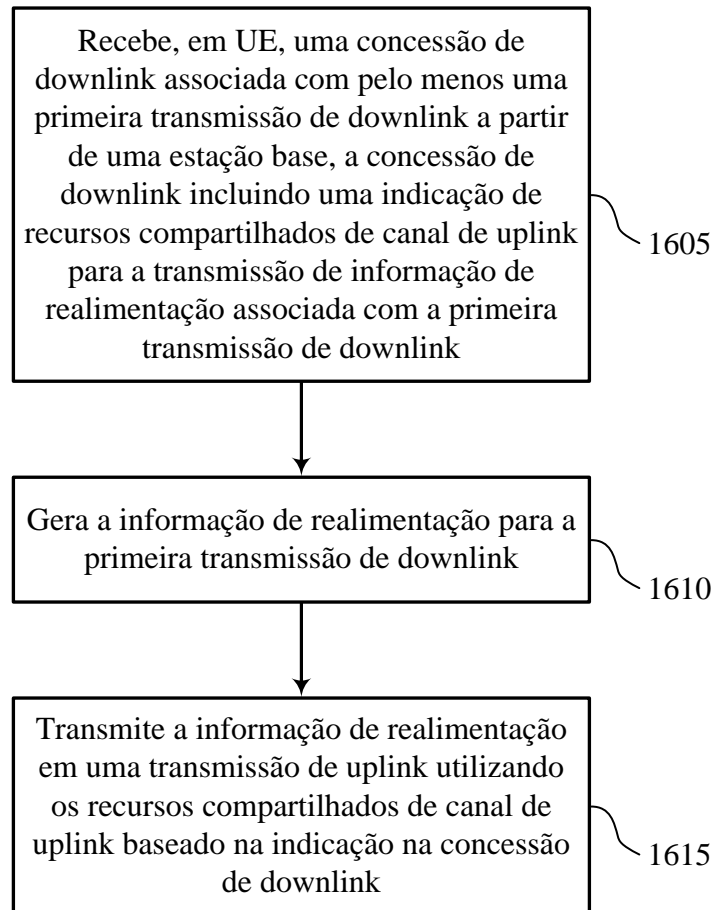 Recebe, em UE, uma concessão de
downlink associada com pelo menos uma
primeira transmissão de downlink a partir
de uma estação base, a concessão de
downlink incluindo uma indicação de
recursos compartilhados de canal de uplink
para a transmissão de informação de
realimentação associada com a primeira
transmissão de downlink
1605
Gera a informação de realimentação para a
primeira transmissão de downlink
1610
Transmite a informação de realimentação
em uma transmissão de uplink utilizando
os recursos compartilhados de canal de
uplink baseado na indicação na concessão
de downlink
1615